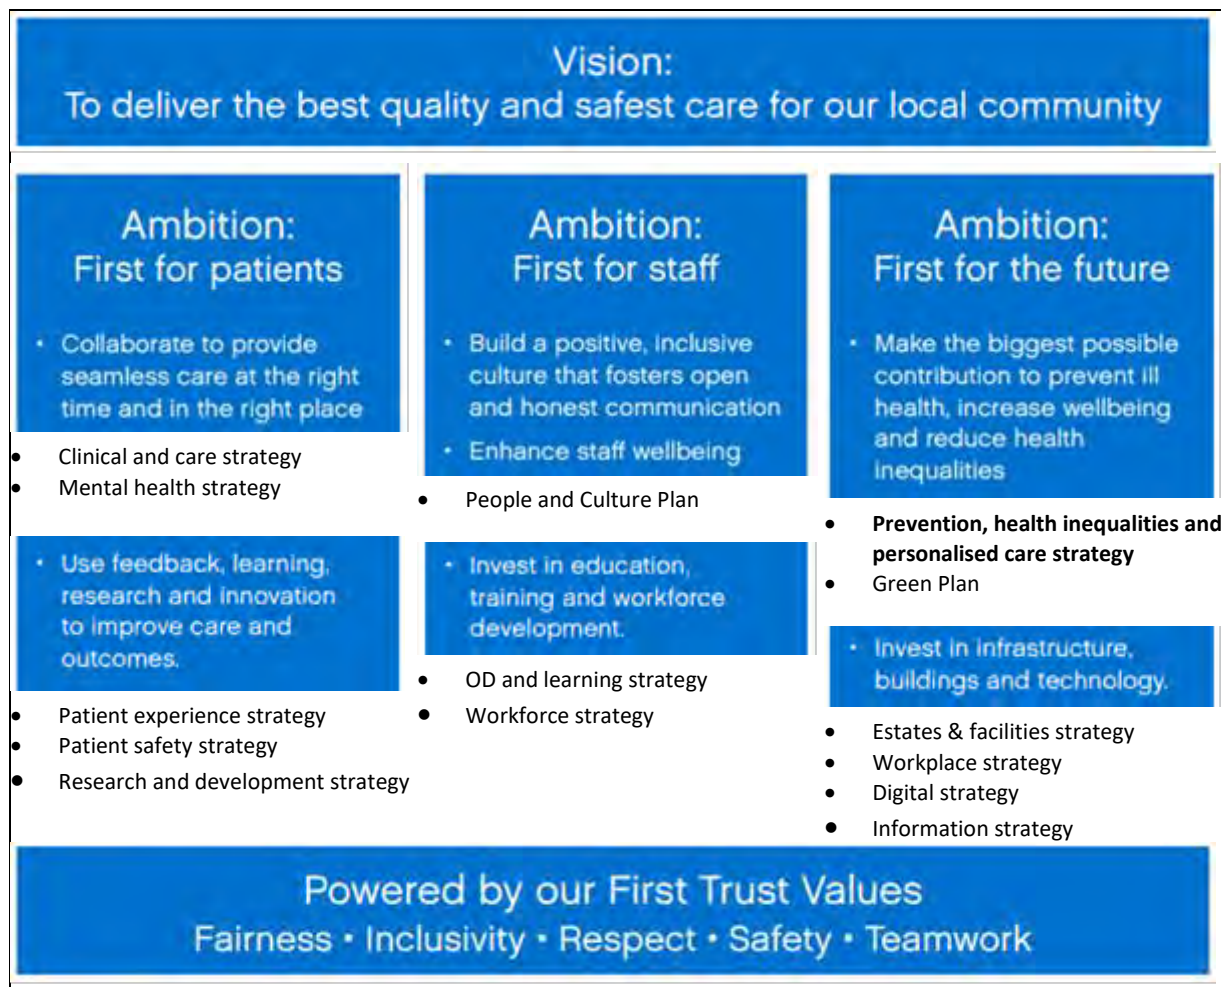 Vision:
To deliver the best quality and safest care for our local community
Ambition:
First for patients
• Collaborate to provide
seamless care at the right
time and in the right place
• Clinical and care strategy
• Mental health strategy
• Use feedback, learning,
research and innovation
to improve care and
outcomes.
• Patient experience strategy
• Patient safety strategy
• Research and development strategy
Ambition:
First for staff
• Build a positive, inclusive
culture that fosters open
and honest communication
• Enhance staff wellbeing
• People and Culture Plan
• Invest in education,
training and workforce
development.
• OD and learning strategy
• Workforce strategy
Ambition:
First for the future
• Make the biggest possible
contribution to prevent ill
health, increase wellbeing
and reduce health
inequalities
• Prevention, health inequalities and
personalised care strategy
• Green Plan
• Invest in infrastructure,
buildings and technology.
• Estates & facilities strategy
• Workplace strategy
• Digital strategy
• Information strategy
Powered by our First Trust Values
Fairness • Inclusivity • Respect • Safety • Teamwork